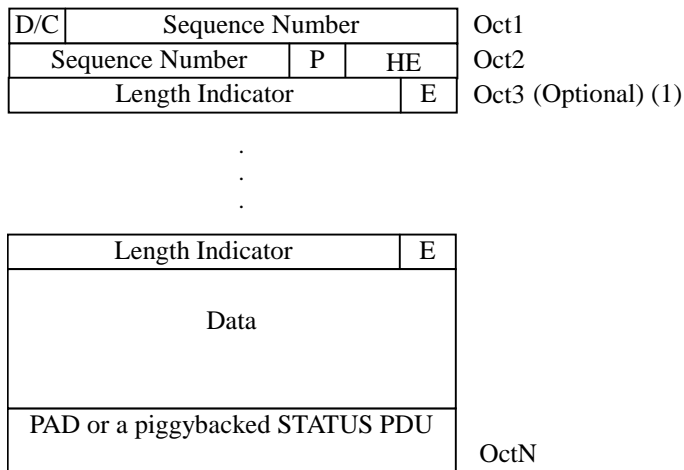 D/C Sequence Number Oct1
Sequence Number P HE Oct2
Length Indicator E Oct3 (Optional) (1)
.
.
.
Length Indicator E
Data
PAD or a piggybacked STATUS PDU
OctN